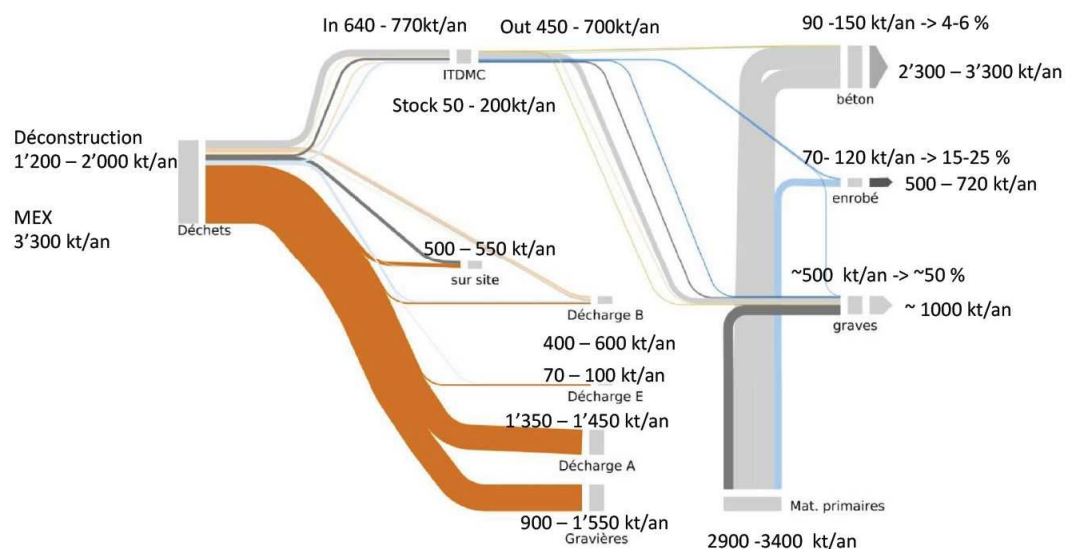 In 640 - 770kt/an
Out 450 - 700kt/an
90 -150 kt/an -> 4-6 %
2’300 – 3’300 kt/an
béton
ITDMC
Stock 50 - 200kt/an
Déconstruction
1’200 – 2’000 kt/an
MEX
3’300 kt/an
Déchets
70- 120 kt/an -> 15-25 %
500 – 720 kt/an
enrobé
500 – 550 kt/an
sur site
~500 kt/an -> ~50 %
~ 1000 kt/an
graves
Décharge B
400 – 600 kt/an
70 – 100 kt/an
Décharge E
1’350 – 1’450 kt/an
Décharge A
900 – 1’550 kt/an
Gravières
Mat. primaires
2900 -3400 kt/an